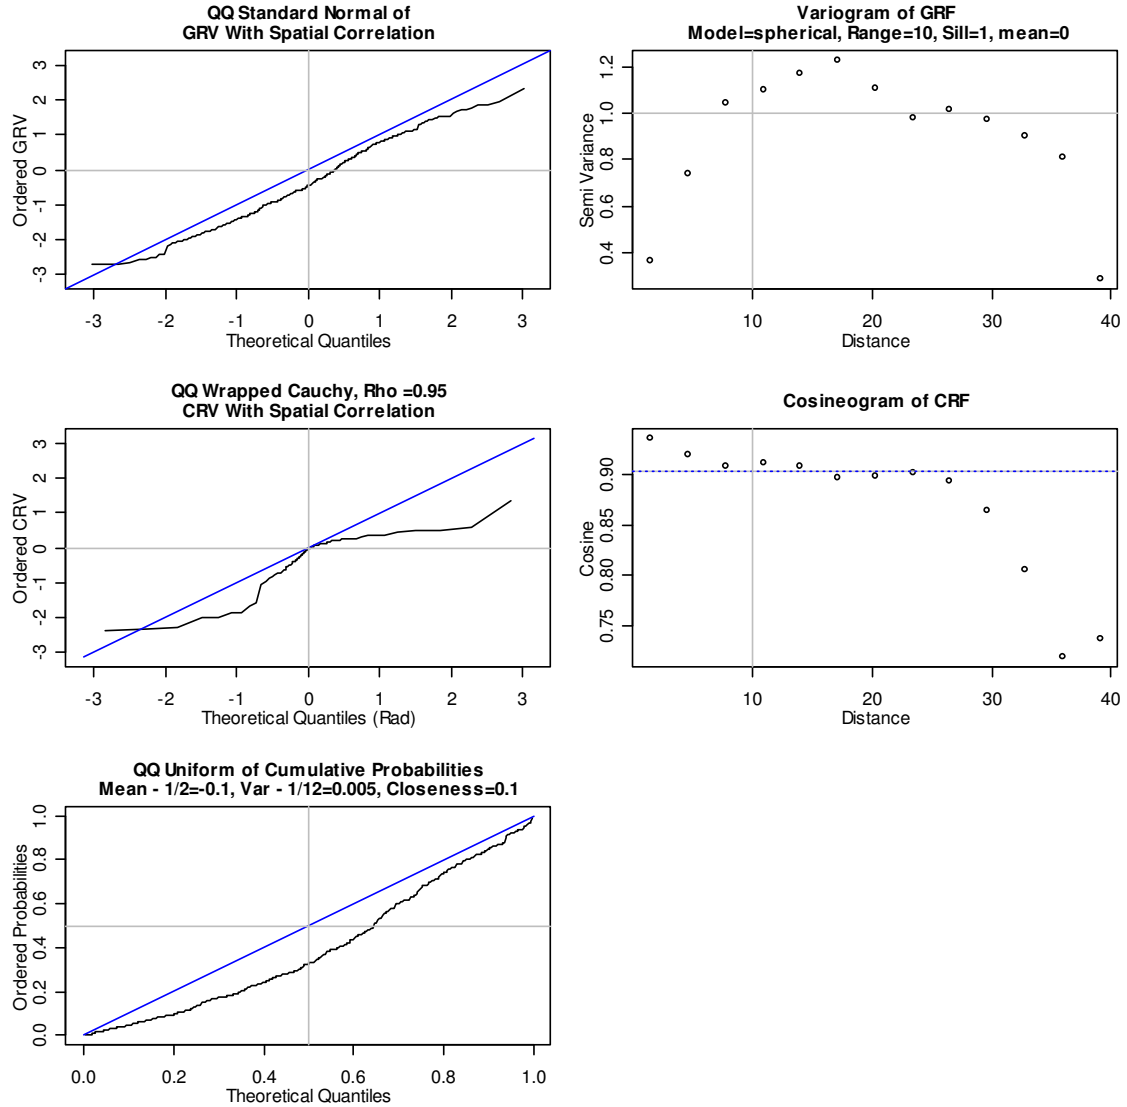 QQ Standard Normal of
GRV With Spatial Correlation
Ordered GRV
3
2
1
0
-1
-2
-3
-3 -2 -1 0 1 2 3
Theoretical Quantiles
Variogram of GRF
Model=spherical, Range=10, Sill=1, mean=0
Semi Variance
1.2
1.0
0.8
0.6
0.4
10 20 30 40
Distance
QQ Wrapped Cauchy, Rho =0.95
CRV With Spatial Correlation
Ordered CRV
3
2
1
0
-1
-2
-3
-3 -2 -1 0 1 2 3
Theoretical Quantiles (Rad)
Cosineogram of CRF
Cosine
0.90
0.85
0.80
0.75
10 20 30 40
Distance
QQ Uniform of Cumulative Probabilities
Mean - 1/2=-0.1, Var - 1/12=0.005, Closeness=0.1
Ordered Probabilities
1.0
0.8
0.6
0.4
0.2
0.0
0.0 0.2 0.4 0.6 0.8 1.0
Theoretical Quantiles